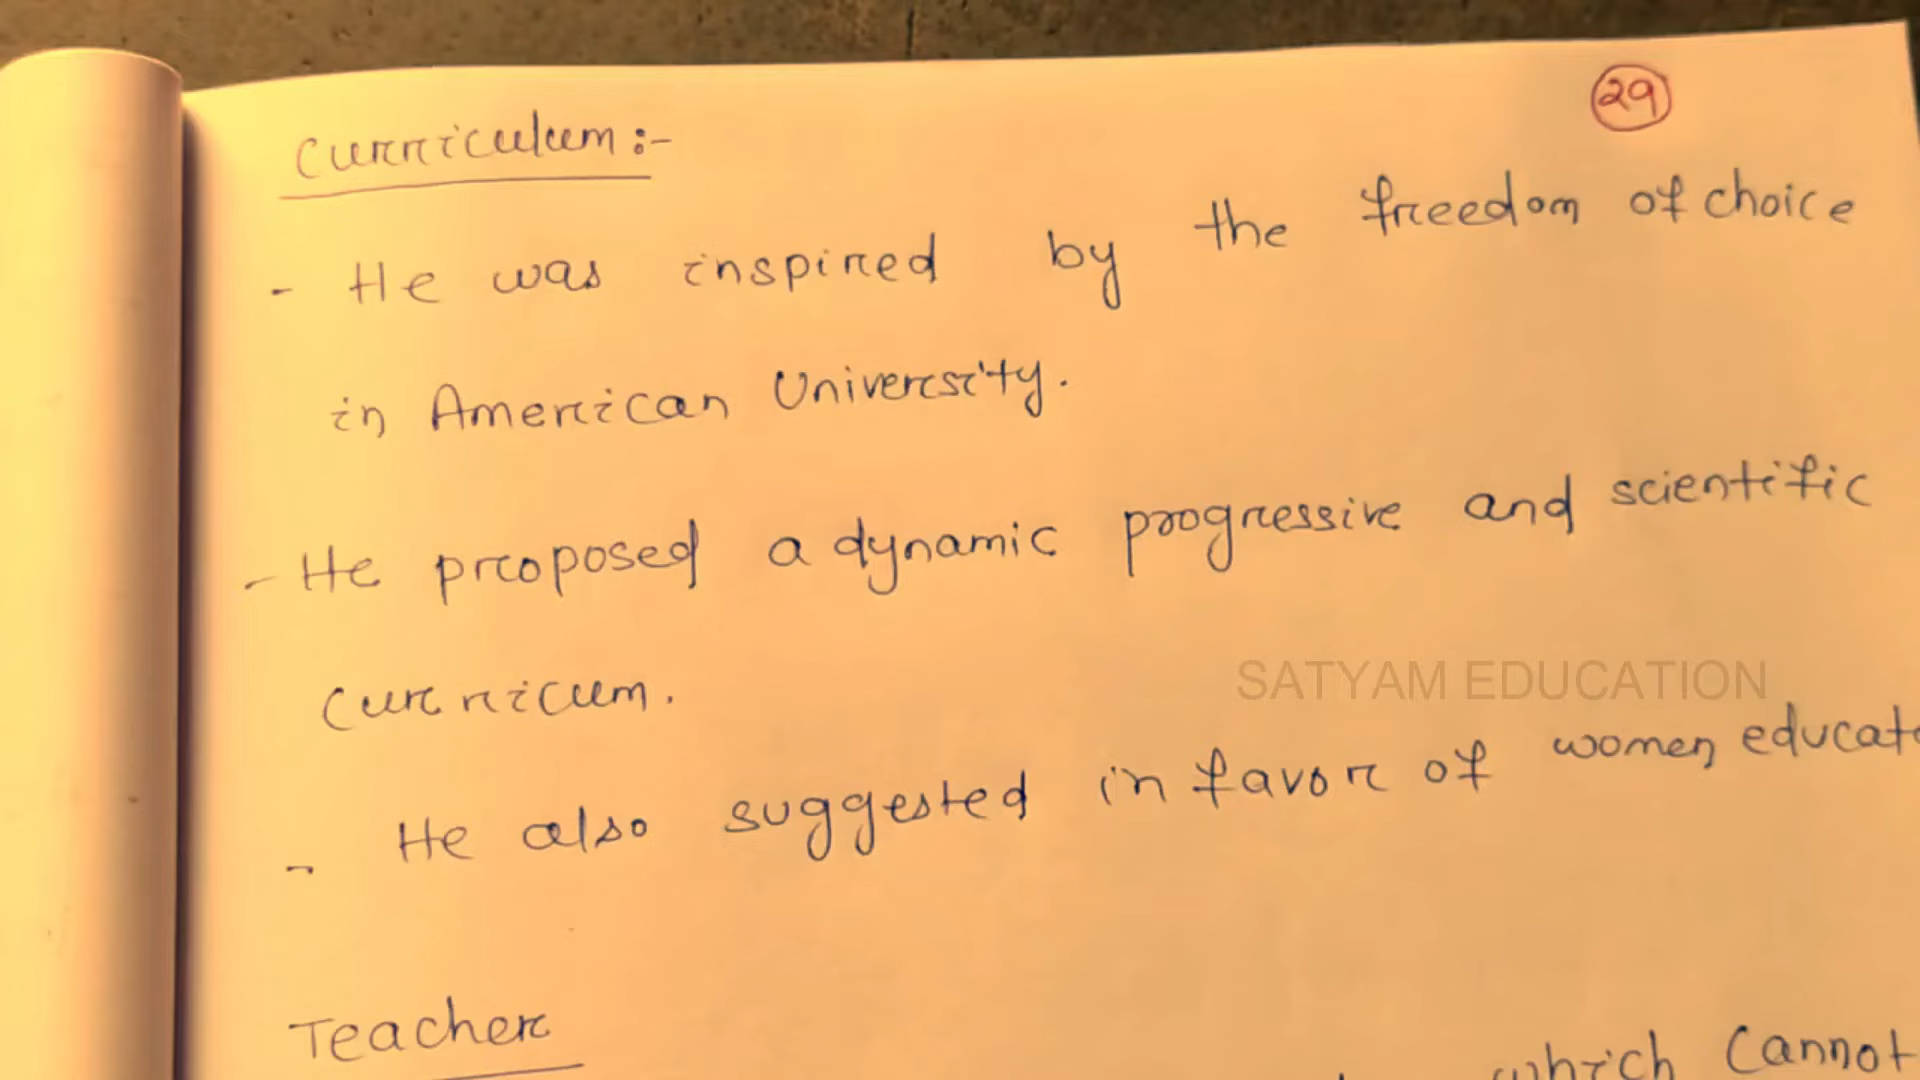 29
Curriculum :-
- He was inspired by the freedom of choice
in American University.
- He proposed a dynamic progressive and scientific
Curricum.
SATYAM EDUCATION
- He also suggested in favor of women educat
Teacher
which cannot